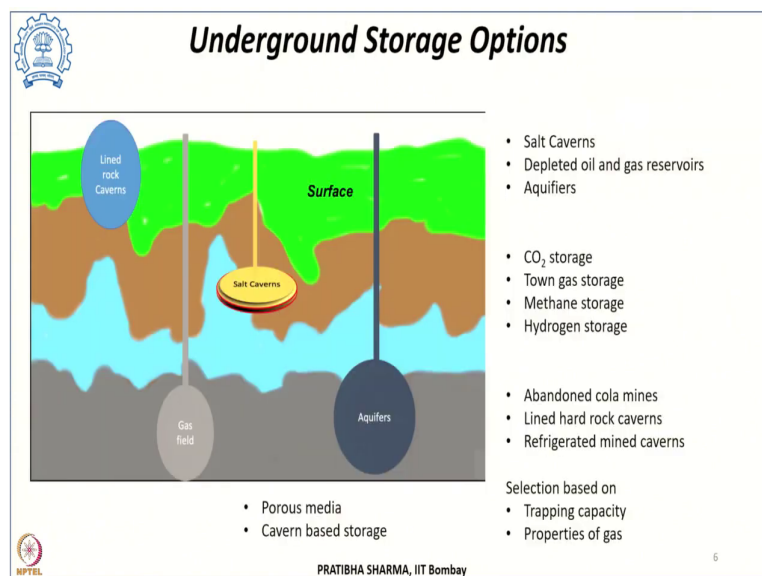 Underground Storage Options
Lined
rock
Caverns
Surface
Salt Caverns
Gas
field
Aquifers
• Salt Caverns
• Depleted oil and gas reservoirs
• Aquifiers
• CO2 storage
• Town gas storage
• Methane storage
• Hydrogen storage
• Abandoned cola mines
• Lined hard rock caverns
• Refrigerated mined caverns
Selection based on
• Trapping capacity
• Properties of gas
• Porous media
• Cavern based storage
NPTEL
PRATIBHA SHARMA, IIT Bombay
6